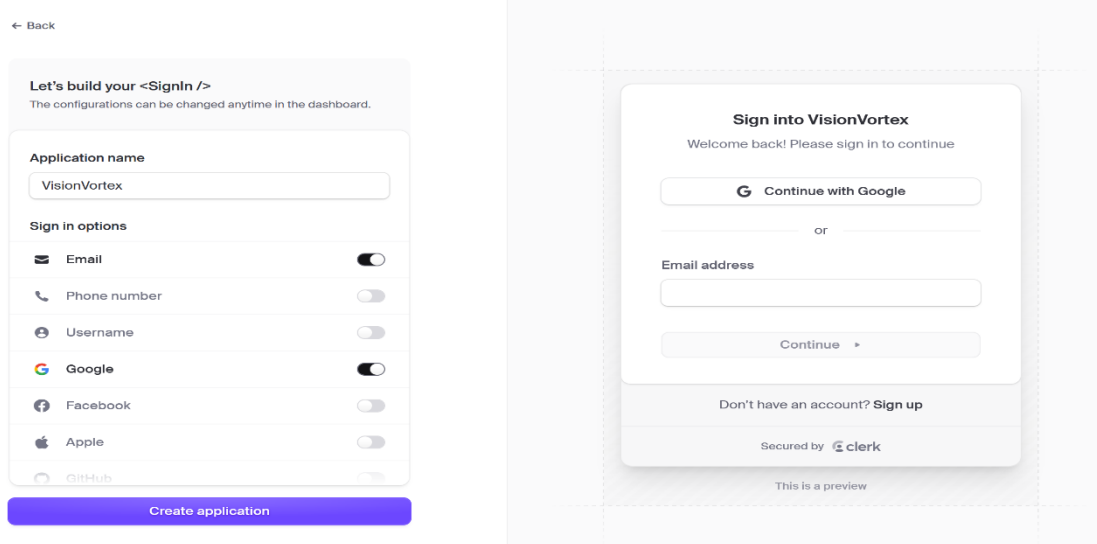 ← Back
Let's build your <SignIn />
The configurations can be changed anytime in the dashboard.
Application name
VisionVortex
Sign in options
Email
Phone number
Username
Google
Facebook
Apple
GitHub
Create application
Sign into VisionVortex
Welcome back! Please sign in to continue
Continue with Google
or
Email address
Continue
Don't have an account? Sign up
Secured by clerk
This is a preview